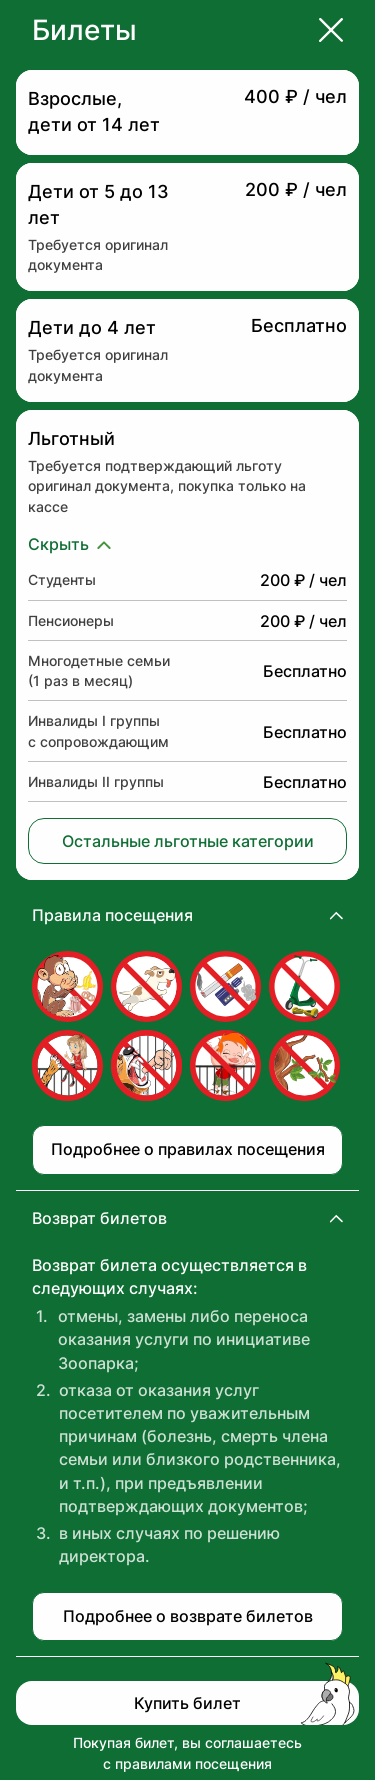 Билеты
Взрослые,
дети от 14 лет
400 ₽ / чел
Дети от 5 до 13
лет
200 ₽ / чел
Требуется оригинал
документа
Дети до 4 лет
Бесплатно
Требуется оригинал
документа
Льготный
Требуется подтверждающий льготу
оригинал документа, покупка только на
кассе
Скрыть
Студенты
200 ₽ / чел
Пенсионеры
200 ₽ / чел
Многодетные семьи
(1 раз в месяц)
Бесплатно
Инвалиды I группы
с сопровождающим
Бесплатно
Инвалиды II группы
Бесплатно
Остальные льготные категории
Правила посещения
Подробнее о правилах посещения
Возврат билетов
Возврат билета осуществляется в
следующих случаях:
1. отмены, замены либо переноса
оказания услуги по инициативе
Зоопарка;
2. отказа от оказания услуг
посетителем по уважительным
причинам (болезнь, смерть члена
семьи или близкого родственника,
и т.п.), при предъявлении
подтверждающих документов;
3. в иных случаях по решению
директора.
Подробнее о возврате билетов
Купить билет
Покупая билет, вы соглашаетесь
с правилами посещения